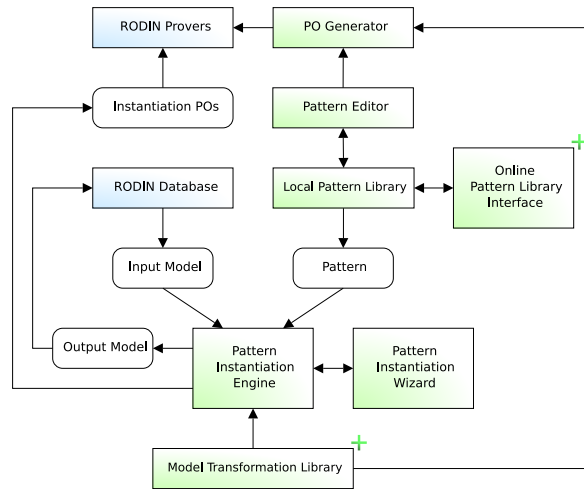 RODIN Provers
PO Generator
Instantiation POs
Pattern Editor
RODIN Database
Local Pattern Library
Online
Pattern Library
Interface
Input Model
Pattern
Output Model
Pattern
Instantiation
Engine
Pattern
Instantiation
Wizard
Model Transformation Library